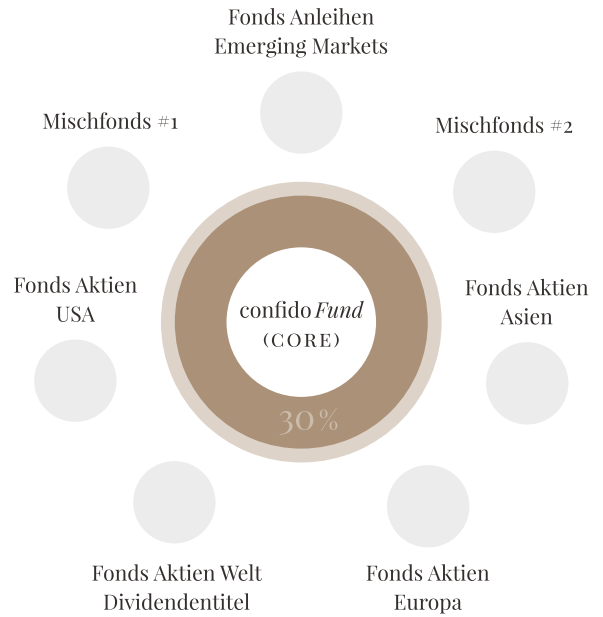 Fonds Anleihen
Emerging Markets
Mischfonds #1
Mischfonds #2
Fonds Aktien
USA
Fonds Aktien
Asien
confido Fund
(CORE)
30%
Fonds Aktien Welt
Dividendentitel
Fonds Aktien
Europa